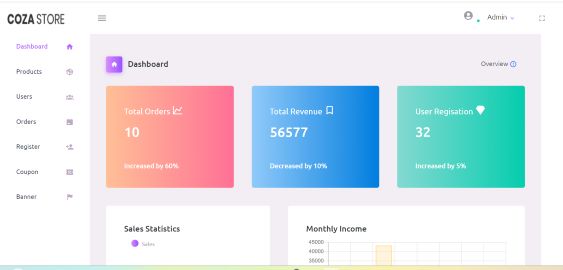 COZA STORE
Admin
Dashboard
Products
Users
Orders
Register
Coupon
Banner
Dashboard
Overview
Total Orders
10
Increased by 60%
Total Revenue
56577
Decreased by 10%
User Regisation
32
Increased by 5%
Sales Statistics
Sales
Monthly Income
45000
40000
35000